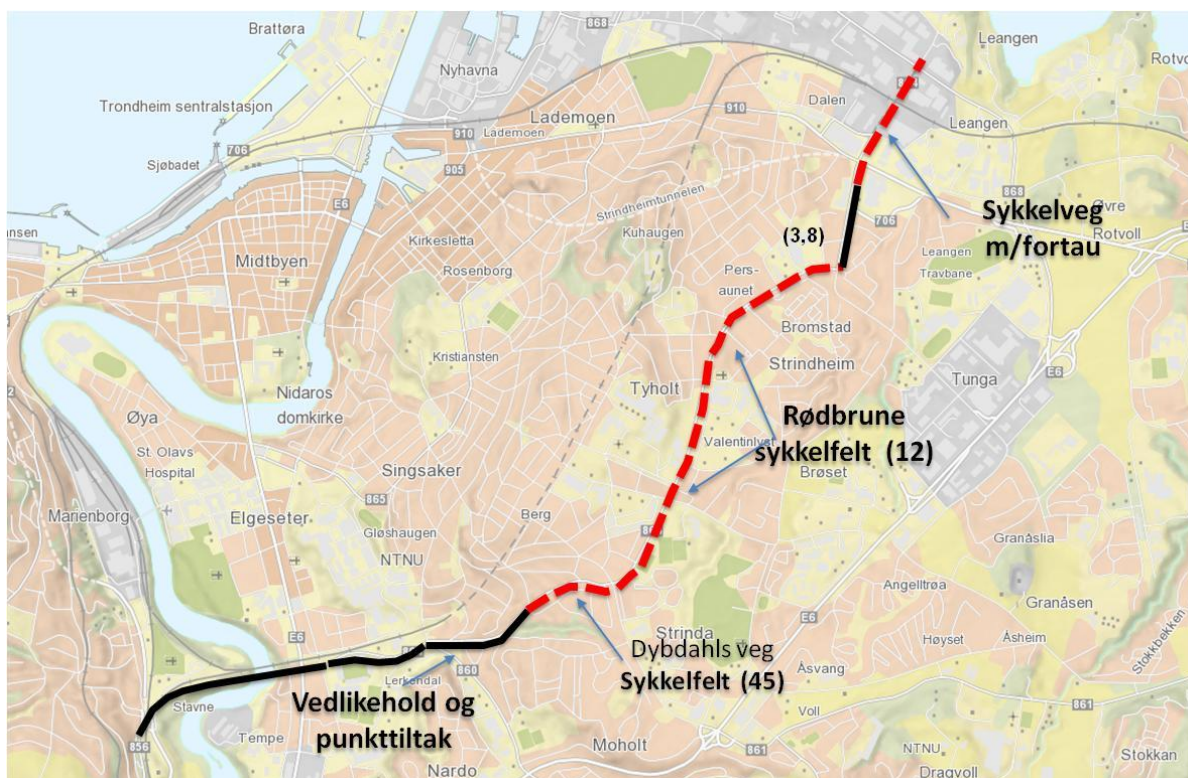 Brattøra
868
Leangen
Rotvoll
Nyhavna
Dalen
Trondheim sentralstasjon
Lademoen
910
Leangen
706
910
Lademoen
Sjøbadet
905
E6
Strindheimtunnelen
868
Øvre
Rotvoll
Sykkelveg
m/fortau
706
Kirkesletta
Kuhaugen
(3,8)
Midtbyen
Rosenborg
Leangen
Travbane
Pers-
aunet
Bromstad
Strindheim
E6
Kristiansten
Tyholt
Tunga
Nidaros
domkirke
Øya
Rødbrune
sykkelfelt (12)
Valentinlyst
St. Olavs
Hospital
Singsaker
Brøset
865
Marienborg
Elgeseter
Berg
Gløshaugen
NTNU
Granåslia
Angelltrøa
Granåsen
E6
Stokkbekken
E6
Strinda
Høyset
Åsheim
Dybdahls veg
Sykkelfelt (45)
860
Åsvang
Lerkendal
Vedlikehold og
punkttiltak
Stavne
Voll
861
856
Tempe
Moholt
861
NTNU
Dragvoll
Stokkan
Nardo